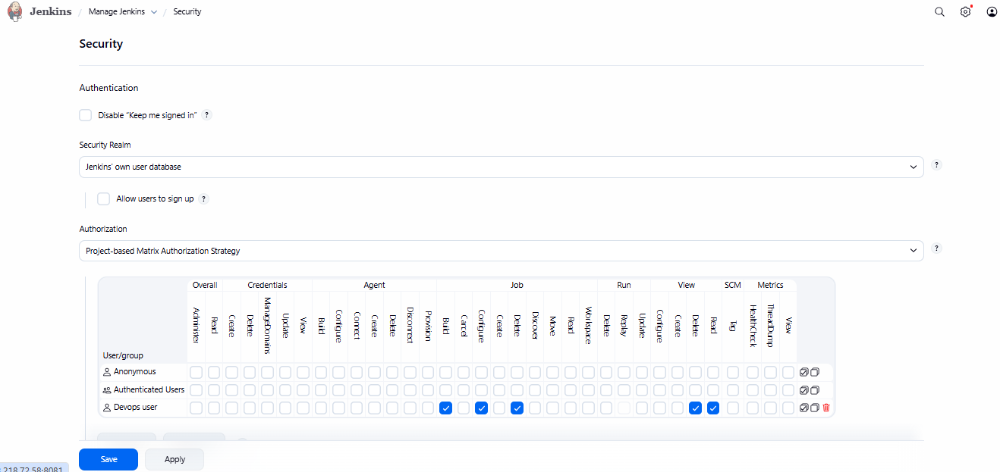 Jenkins / Manage Jenkins / Security
Security
Authentication
Disable “Keep me signed in” ?
Security Realm
Jenkins’ own user database ?
Allow users to sign up ?
Authorization
Project-based Matrix Authorization Strategy ?
Overall Credentials Agent Job Run View SCM Metrics
User/group Administer Read Create Delete ManageDomains Update View Build Configure Connect Create Delete Disconnect Provision Build Cancel Configure Create Delete Discover Move Read Workspace Delete Replay Update Configure Create Delete Read Tag HealthCheck ThreadDump View
Anonymous
Authenticated Users
Devops user
Save Apply
218.72.58:8081